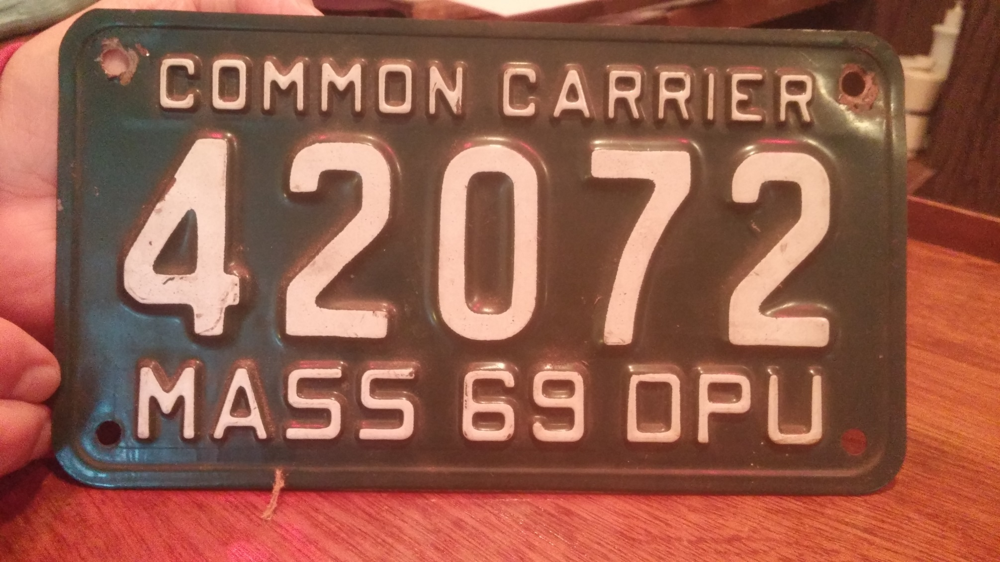 COMMON CARRIER
42072
MASS 69 DPU